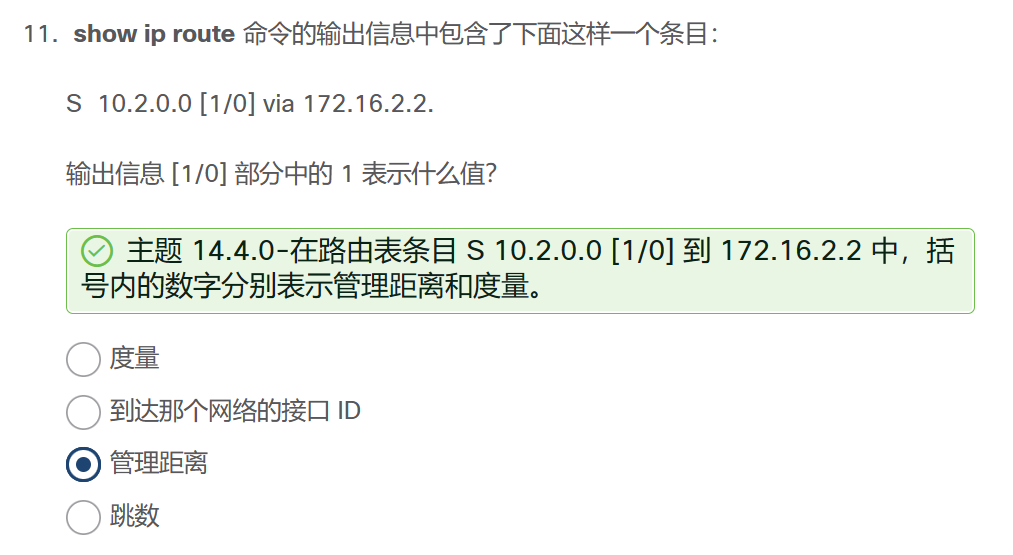 11. show ip route 命令的输出信息中包含了下面这样一个条目：
S 10.2.0.0 [1/0] via 172.16.2.2.
输出信息 [1/0] 部分中的 1 表示什么值？
主题 14.4.0-在路由表条目 S 10.2.0.0 [1/0] 到 172.16.2.2 中，括
号内的数字分别表示管理距离和度量。
度量
到达那个网络的接口 ID
管理距离
跳数